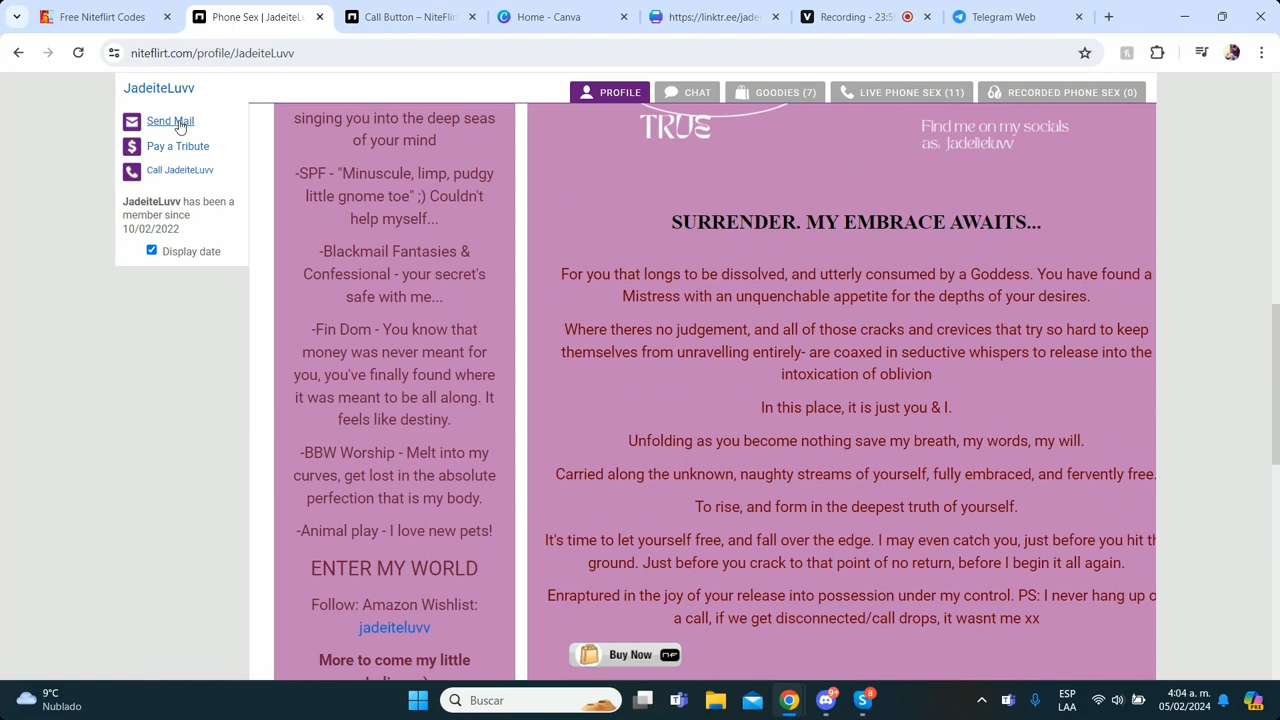 Free Niteflirt Codes
Phone Sex | JadeiteL
Call Button – NiteFlir
Home - Canva
https://linktr.ee/jade
Recording - 23:5
Telegram Web
niteflirt.com/profile/JadeiteLuvv
JadeiteLuvv
Send Mail
Pay a Tribute
Call JadeiteLuvv
JadeiteLuvv has been a
member since
10/02/2022
Display date
PROFILE
CHAT
GOODIES (7)
LIVE PHONE SEX (11)
RECORDED PHONE SEX (0)
singing you into the deep seas
of your mind
-SPF - "Minuscule, limp, pudgy
little gnome toe" ;) Couldn't
help myself...
-Blackmail Fantasies &
Confessional - your secret's
safe with me...
-Fin Dom - You know that
money was never meant for
you, you've finally found where
it was meant to be all along. It
feels like destiny.
-BBW Worship - Melt into my
curves, get lost in the absolute
perfection that is my body.
-Animal play - I love new pets!
ENTER MY WORLD
Follow: Amazon Wishlist:
jadeiteluvv
More to come my little
TRUE
Find me on my socials
as: Jadeiteluvv
SURRENDER. MY EMBRACE AWAITS...
For you that longs to be dissolved, and utterly consumed by a Goddess. You have found a
Mistress with an unquenchable appetite for the depths of your desires.
Where theres no judgement, and all of those cracks and crevices that try so hard to keep
themselves from unravelling entirely- are coaxed in seductive whispers to release into the
intoxication of oblivion
In this place, it is just you & I.
Unfolding as you become nothing save my breath, my words, my will.
Carried along the unknown, naughty streams of yourself, fully embraced, and fervently free.
To rise, and form in the deepest truth of yourself.
It's time to let yourself free, and fall over the edge. I may even catch you, just before you hit th
ground. Just before you crack to that point of no return, before I begin it all again.
Enraptured in the joy of your release into possession under my control. PS: I never hang up o
a call, if we get disconnected/call drops, it wasnt me xx
Buy Now
9°C
Nublado
Buscar
ESP
LAA
4:04 a. m.
05/02/2024